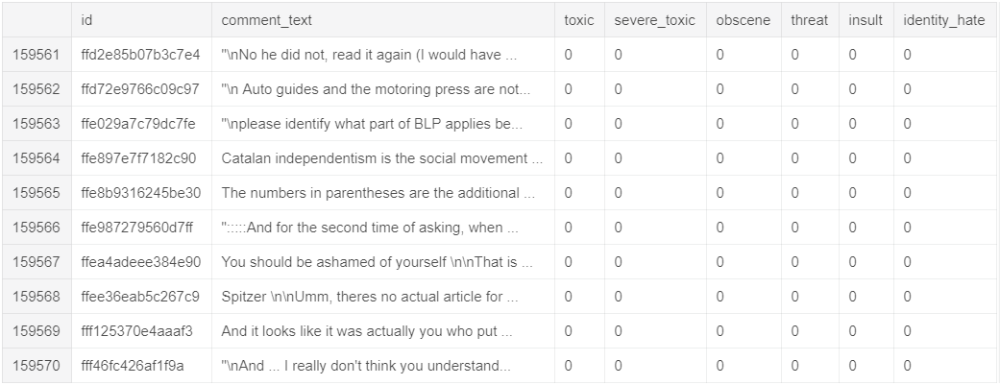 id comment_text toxic severe_toxic obscene threat insult identity_hate
159561 ffd2e85b07b3c7e4 "\nNo he did not, read it again (I would have ... 0 0 0 0 0 0
159562 ffd72e9766c09c97 "\n Auto guides and the motoring press are not... 0 0 0 0 0 0
159563 ffe029a7c79dc7fe "\nplease identify what part of BLP applies be... 0 0 0 0 0 0
159564 ffe897e7f7182c90 Catalan independentism is the social movement ... 0 0 0 0 0 0
159565 ffe8b9316245be30 The numbers in parentheses are the additional ... 0 0 0 0 0 0
159566 ffe987279560d7ff ":::::And for the second time of asking, when ... 0 0 0 0 0 0
159567 ffea4adeee384e90 You should be ashamed of yourself \n\nThat is ... 0 0 0 0 0 0
159568 ffee36eab5c267c9 Spitzer \n\nUmm, theres no actual article for ... 0 0 0 0 0 0
159569 fff125370e4aaaf3 And it looks like it was actually you who put ... 0 0 0 0 0 0
159570 fff46fc426af1f9a "\nAnd ... I really don't think you understand... 0 0 0 0 0 0